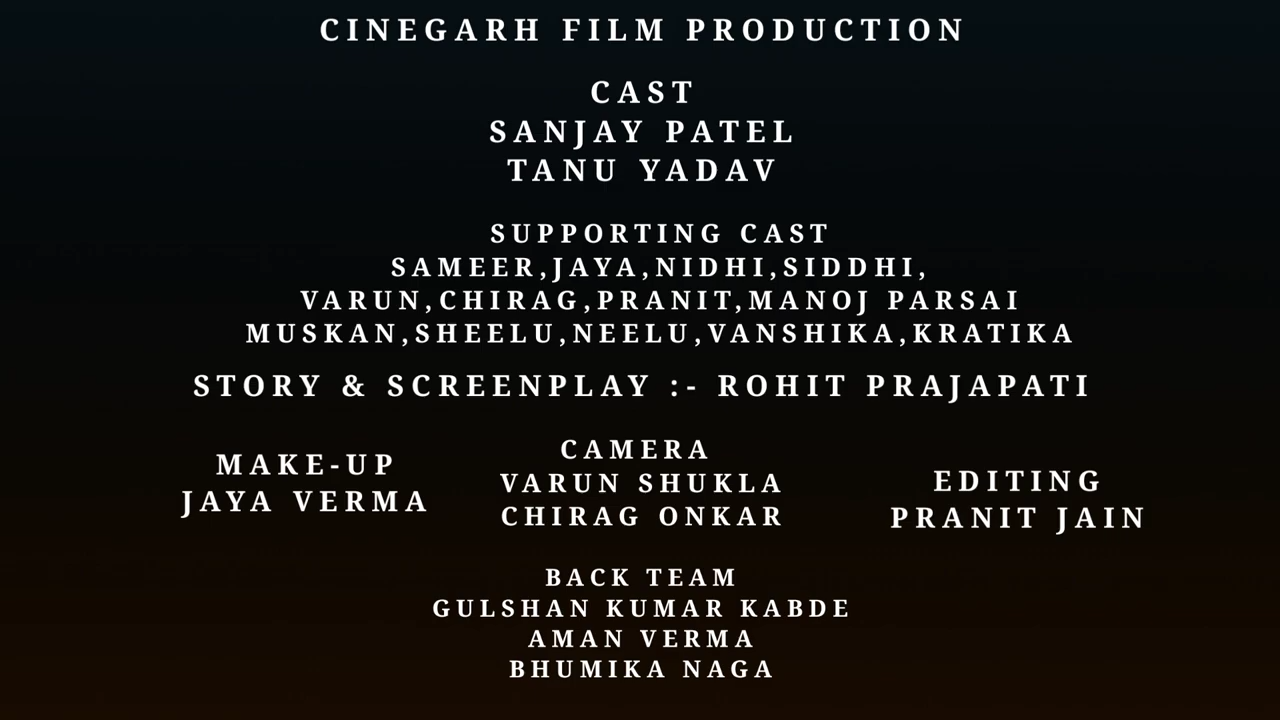 CINEGARH FILM PRODUCTION
CAST
SANJAY PATEL
TANU YADAV
SUPPORTING CAST
SAMEER,JAYA,NIDHI,SIDDHI,
VARUN,CHIRAG,PRANIT,MANOJ PARSAI
MUSKAN,SHEELU,NEELU,VANSHIKA,KRATIKA
STORY & SCREENPLAY :- ROHIT PRAJAPATI
MAKE-UP
JAYA VERMA
CAMERA
VARUN SHUKLA
CHIRAG ONKAR
EDITING
PRANIT JAIN
BACK TEAM
GULSHAN KUMAR KABDE
AMAN VERMA
BHUMIKA NAGA